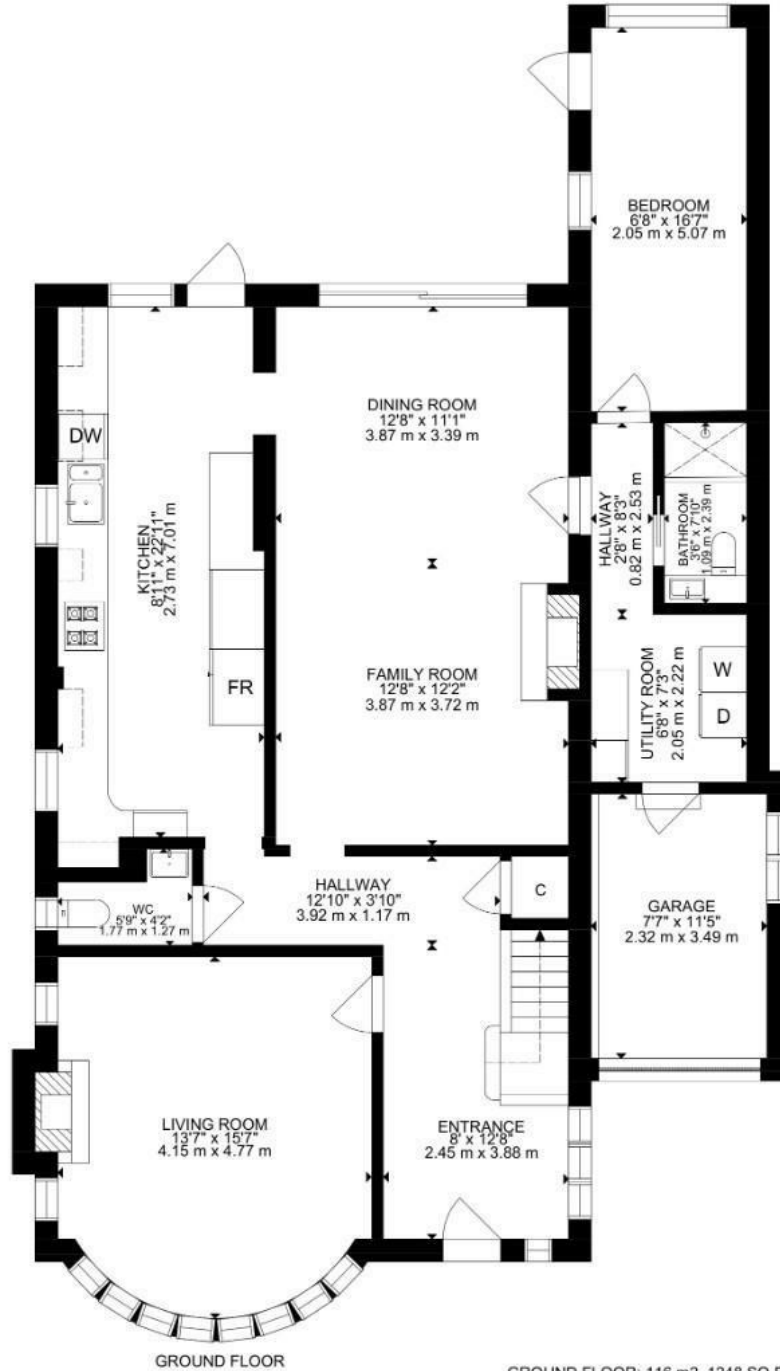 BEDROOM
6'8" x 16'7"
2.05 m x 5.07 m
DINING ROOM
12'8" x 11'1"
3.87 m x 3.39 m
DW
KITCHEN
8'11" x 22'11"
2.73 m x 7.01 m
HALLWAY
2'8" x 8'3"
0.82 m x 2.53 m
BATHROOM
3'6" x 7'10"
1.09 m x 2.39 m
FAMILY ROOM
12'8" x 12'2"
3.87 m x 3.72 m
FR
UTILITY ROOM
6'8" x 7'3"
2.05 m x 2.22 m
W
D
HALLWAY
12'10" x 3'10"
3.92 m x 1.17 m
C
WC
5'9" x 4'2"
1.77 m x 1.27 m
GARAGE
7'7" x 11'5"
2.32 m x 3.49 m
LIVING ROOM
13'7" x 15'7"
4.15 m x 4.77 m
ENTRANCE
8' x 12'8"
2.45 m x 3.88 m
GROUND FLOOR